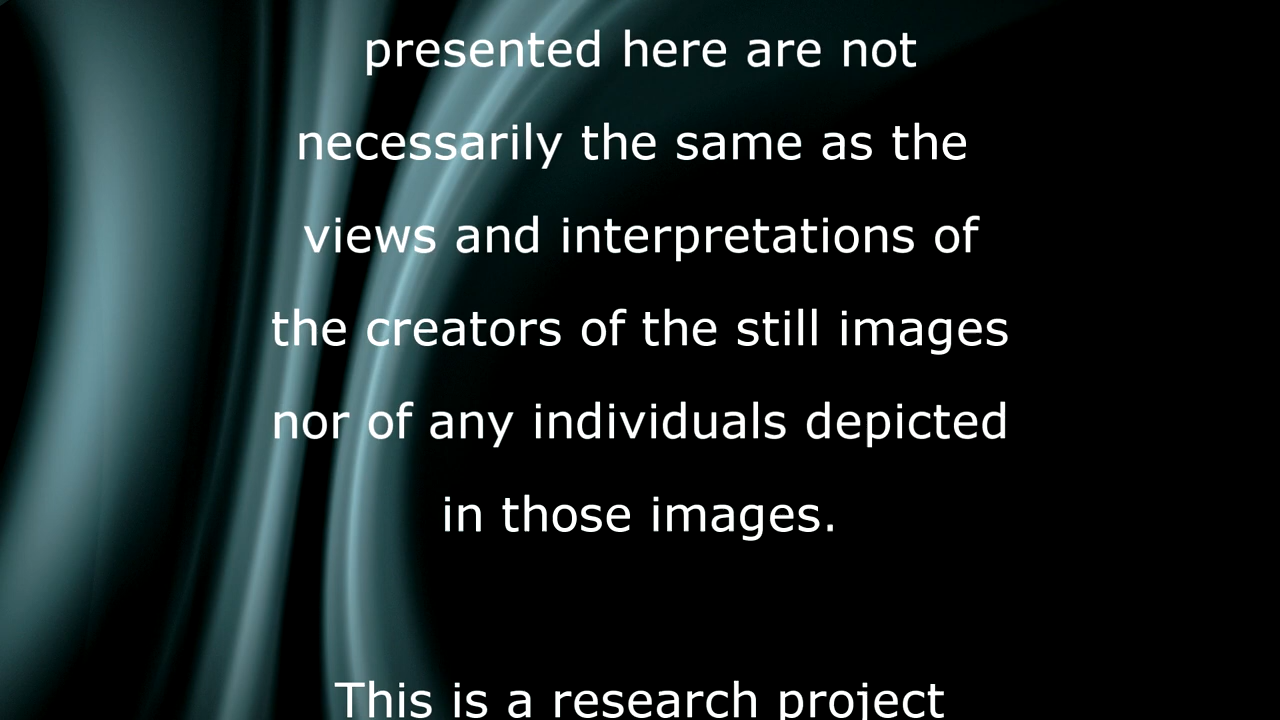 presented here are not
necessarily the same as the
views and interpretations of
the creators of the still images
nor of any individuals depicted
in those images.
This is a research project